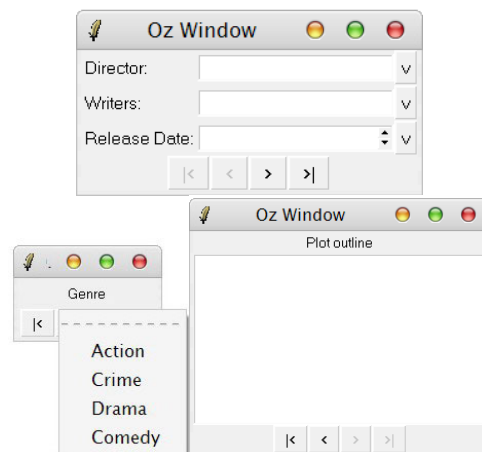 Oz Window
Director: v
Writers: v
Release Date: v
|< < > >|
Oz Window
Plot outline
|< < > >|
Genre
|<
Action
Crime
Drama
Comedy